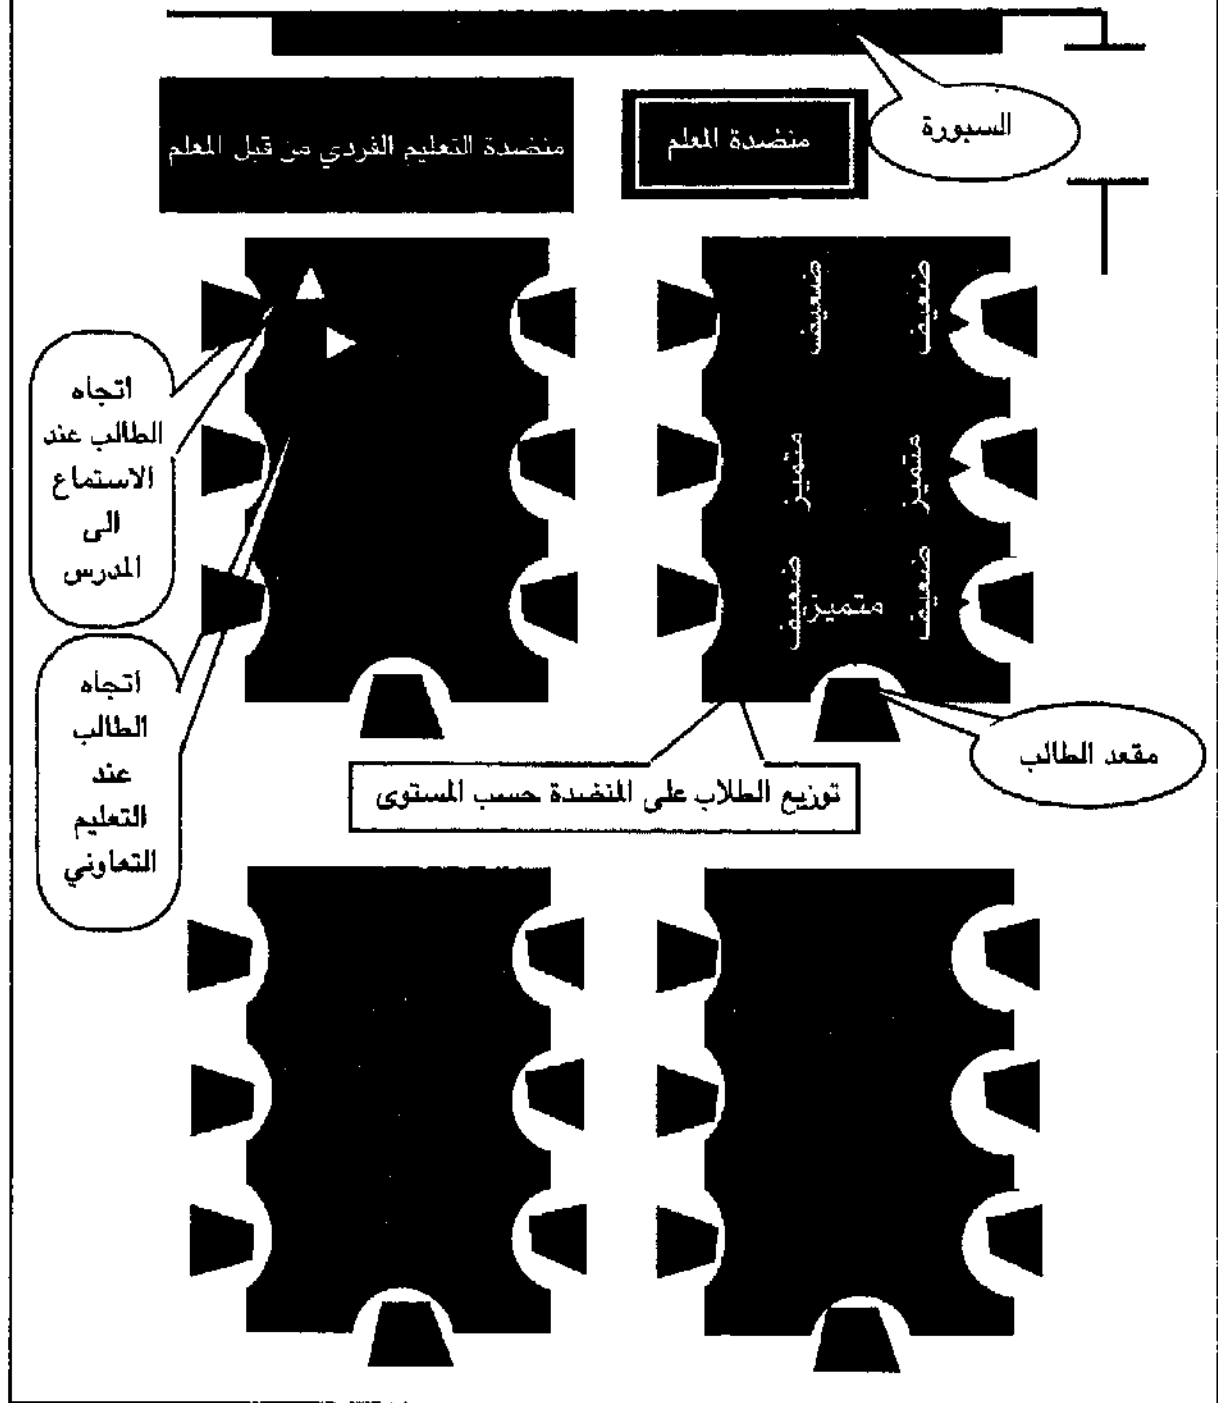 السبورة
منضدة المعلم
منضدة التعليم الفردي من قبل المعلم
ضعيف
ضعيف
متميز
متميز
ضعيف
متميز
ضعيف
اتجاه
الطالب عند
الاستماع
الى
المدرس
اتجاه
الطالب
عند
التعليم
التعاوني
مقعد الطالب
توزيع الطلاب على المنضدة حسب المستوى